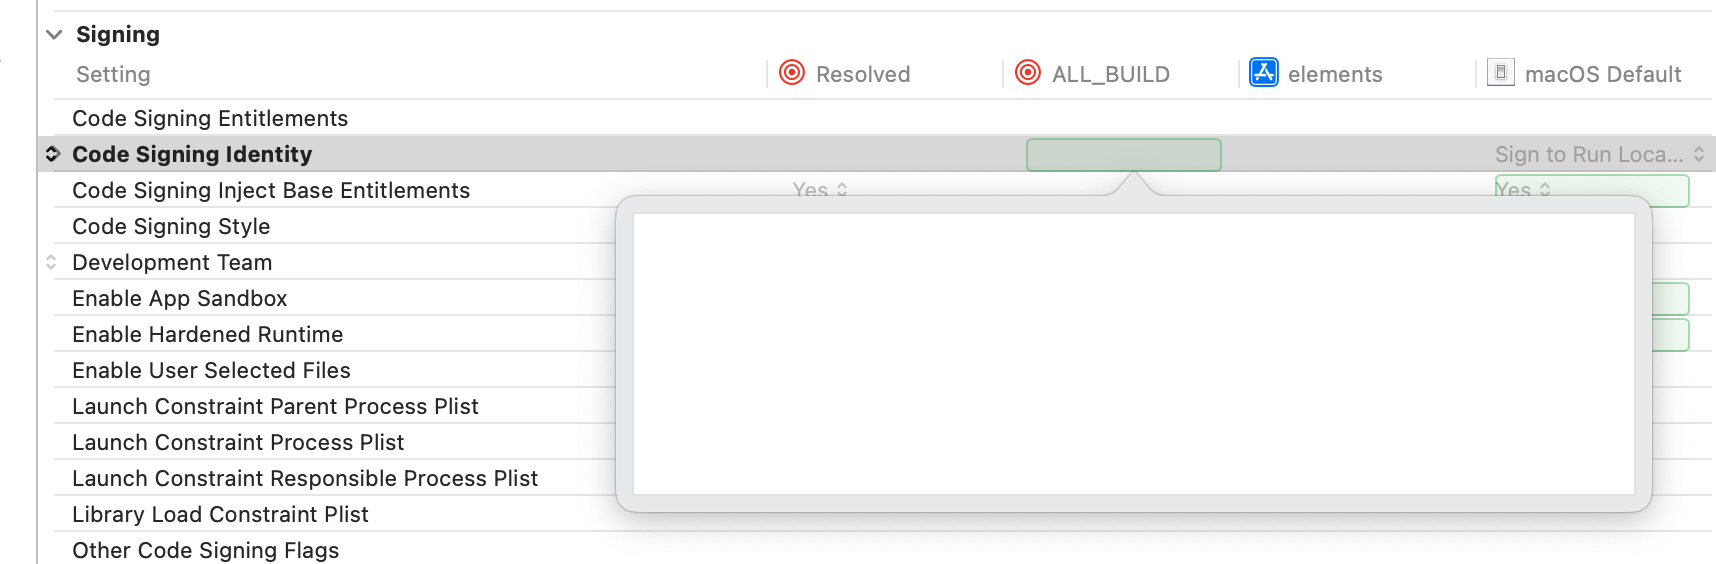 Signing
Setting Resolved ALL_BUILD elements macOS Default
Code Signing Entitlements
Code Signing Identity Sign to Run Loca...
Code Signing Inject Base Entitlements Yes Yes
Code Signing Style
Development Team
Enable App Sandbox
Enable Hardened Runtime
Enable User Selected Files
Launch Constraint Parent Process Plist
Launch Constraint Process Plist
Launch Constraint Responsible Process Plist
Library Load Constraint Plist
Other Code Signing Flags